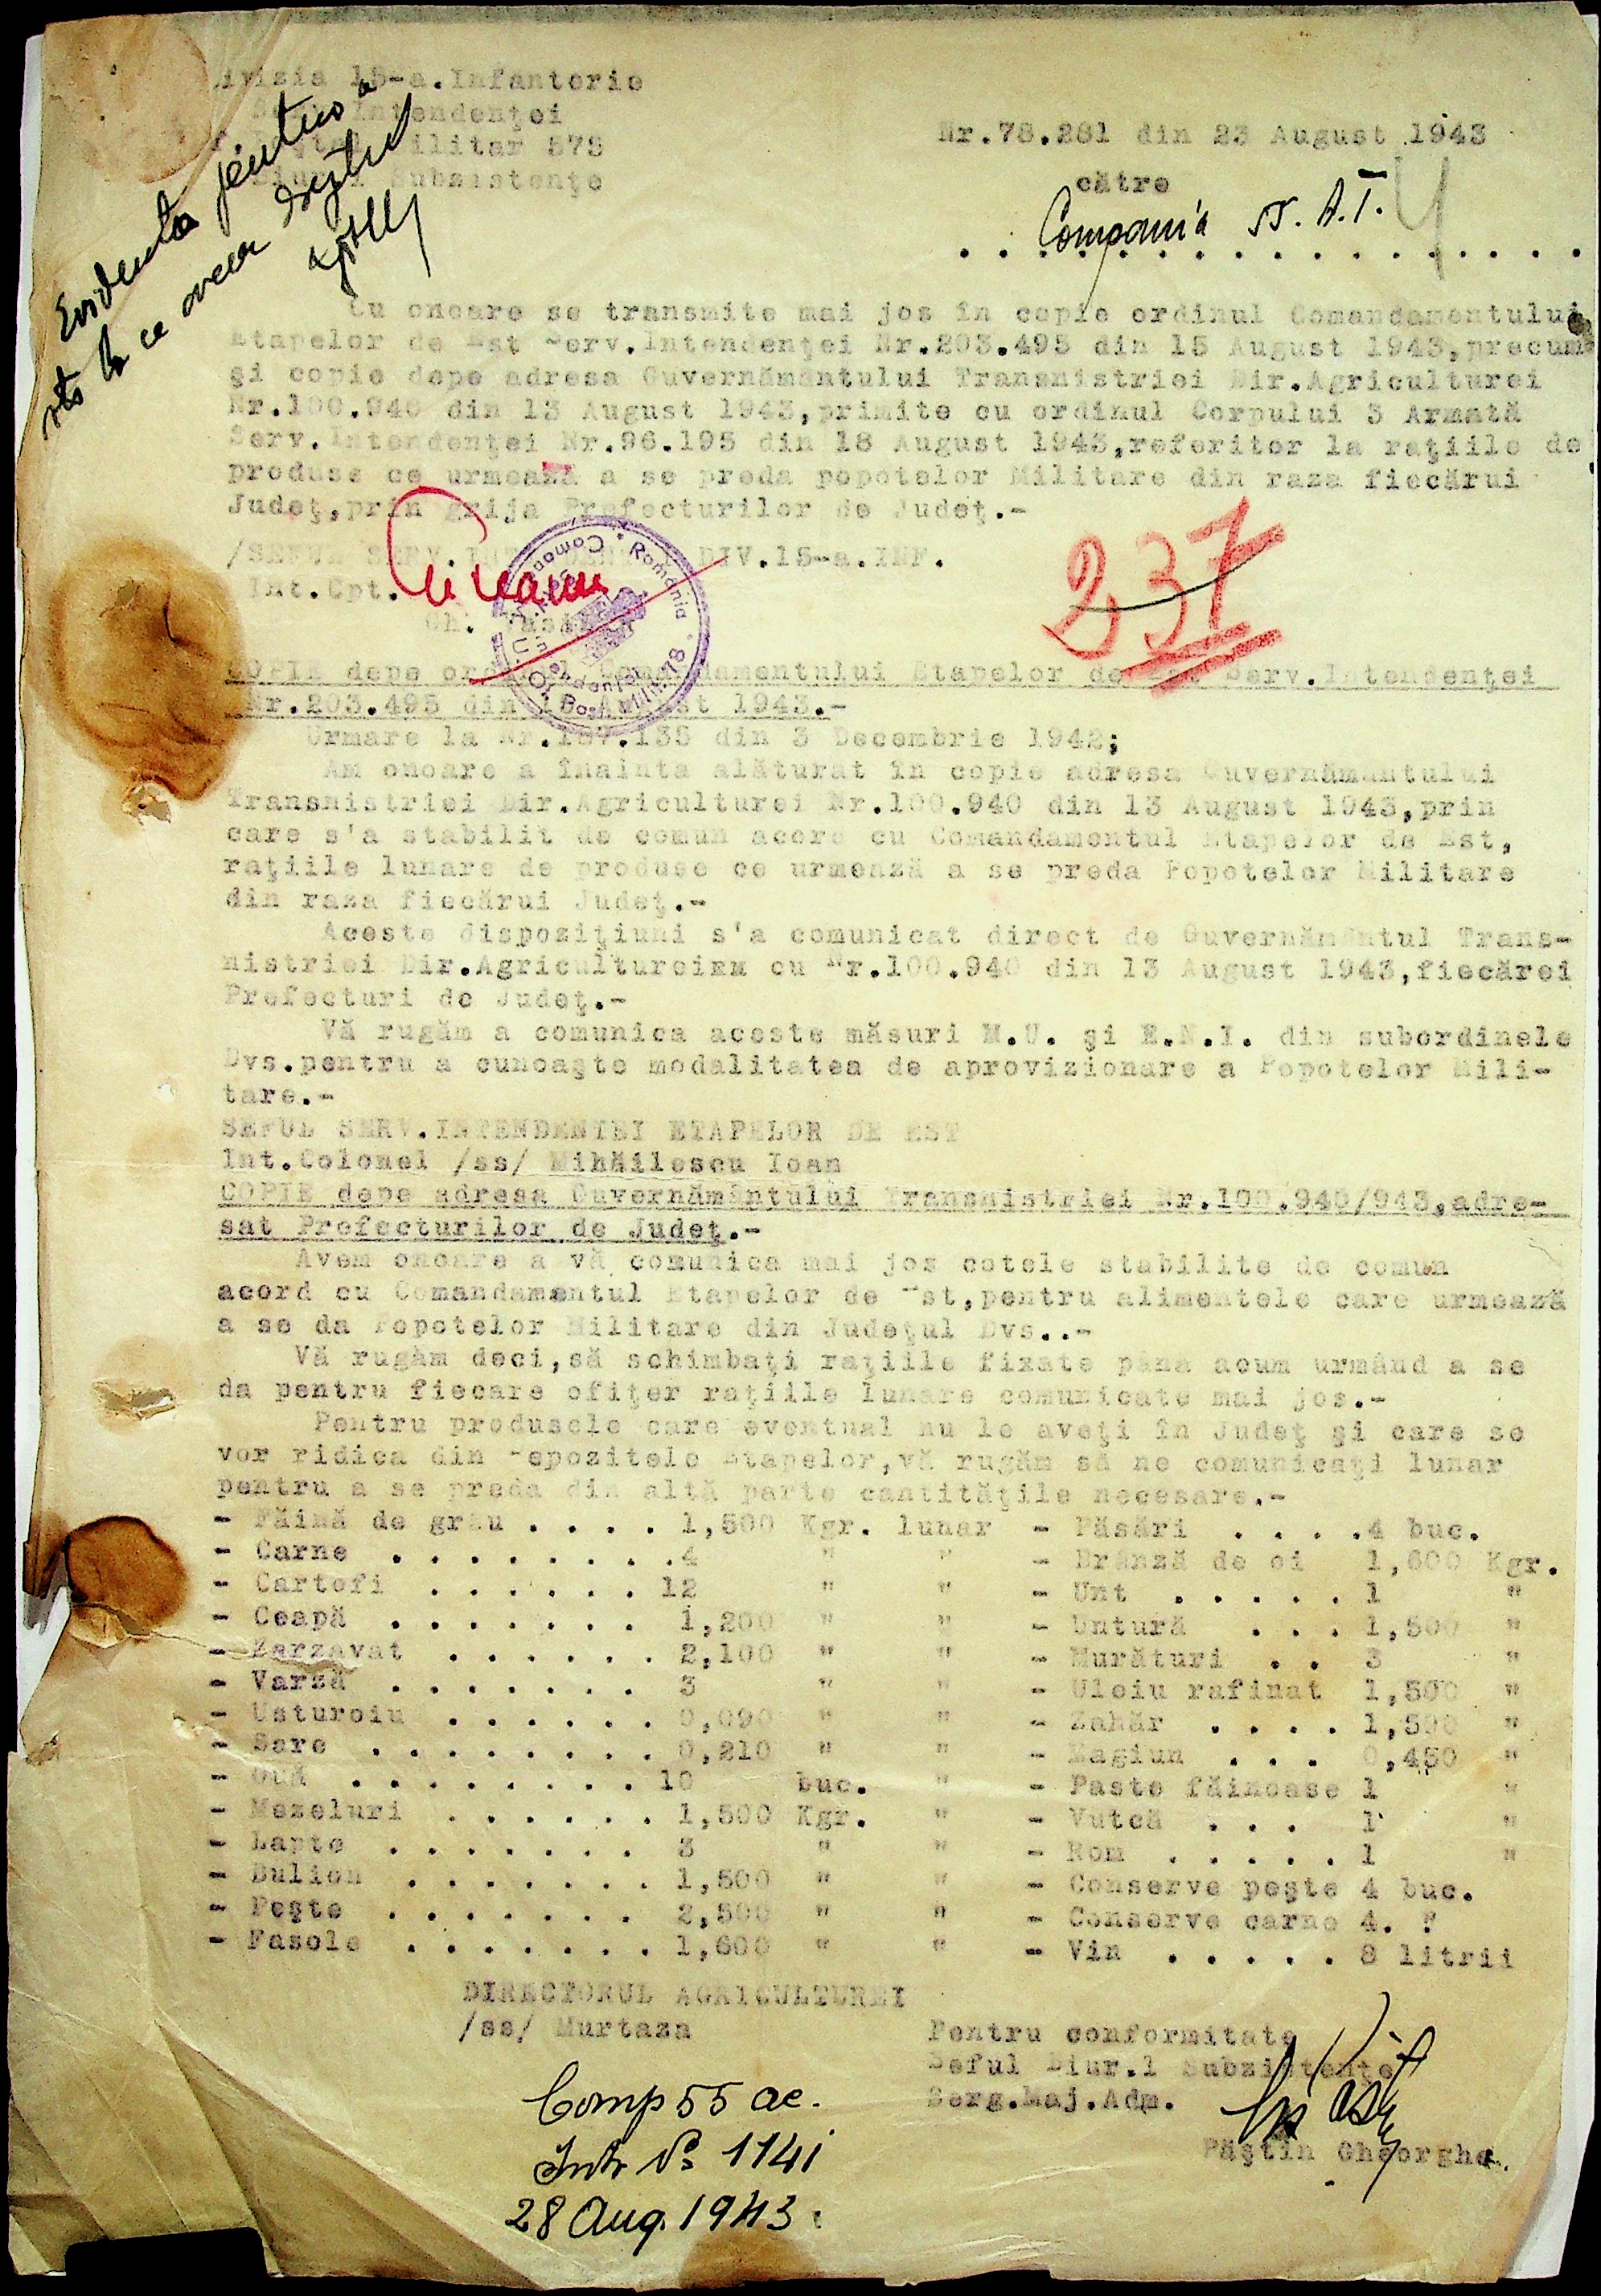 Divizia 15-a.Infanterie
Intendenţei
Militar 878
Subzistenţe
Nr.78.281 din 23 August 1943
către
Compania A.T.
Evidenta pentru a
ce avem dreptul
Cu onoare se transmite mai jos în copie ordinul Comandamentului
Etapelor de Est Serv.Intendenţei Nr.203.495 din 15 August 1943,precum
şi copie depe adresa Guvernământului Transnistriei Dir.Agriculturei
Nr.100.940 din 13 August 1943,primite cu ordinul Corpului 3 Armată
Serv.Intendenţei Nr.96.195 din 18 August 1943,referitor la raţiile de
produse ce urmează a se preda popotelor Militare din raza fiecărui
Judeţ,prin grija Prefecturilor de Judeţ.-
/SEFUL SERV. DIV.15-a.INF.
Int.Cpt.
Gh.
237
COPIE depe ordinul Comandamentului Etapelor de Est Serv.Intendenţei
Nr.203.495 din 15 August 1943.-
Urmare la Nr.187.135 din 3 Decembrie 1942;
Am onoare a înainta alăturat în copie adresa Guvernământului
Transnistriei Dir.Agriculturei Nr.100.940 din 13 August 1943,prin
care s'a stabilit de comun acord cu Comandamentul Etapelor de Est,
raţiile lunare de produse ce urmează a se preda Popotelor Militare
din raza fiecărui Judeţ.-
Aceste dispoziţiuni s'a comunicat direct de Guvernământul Trans-
nistriei Dir.Agriculturei cu Nr.100.940 din 13 August 1943,fiecărei
Prefecturi de Judeţ.-
Vă rugăm a comunica aceste măsuri M.U. şi E.N.I. din subordinele
Dvs.pentru a cunoaşte modalitatea de aprovizionare a Popotelor Mili-
tare.-
SEFUL SERV.INTENDENTEI ETAPELOR DE EST
Int.Colonel /ss/ Mihăilescu Ioan
COPIE depe adresa Guvernământului Transnistriei Nr.100.940/943,adre-
sat Prefecturilor de Judeţ.-
Avem onoare a vă comunica mai jos cotele stabilite de comun
acord cu Comandamentul Etapelor de Est,pentru alimentele care urmează
a se da Popotelor Militare din Judeţul Dvs..-
Vă rugăm deci,să schimbaţi raţiile fixate pâna acum urmând a se
da pentru fiecare ofiţer raţiile lunare comunicate mai jos.-
Pentru produsele care eventual nu le aveţi în Judeţ şi care se
vor ridica din Depozitele Etapelor,vă rugăm să ne comunicaţi lunar
pentru a se preda din altă parte cantităţile necesare.-
- Făină de grâu . . . . 1,500 Kgr. lunar - Păsări . . . .4 buc.
- Carne . . . . . . . .4 " " - Brânză de oi 1,600 Kgr.
- Cartofi . . . . . . 12 " " - Unt . . . . . 1 "
- Ceapă . . . . . . . 1,200 " " - Untură . . . 1,500 "
- Zarzavat . . . . . . 2,100 " " - Murături . . 3 "
- Varză . . . . . . . 3 " " - Uleiu rafinat 1,500 "
- Usturoiu . . . . . . 0,090 " " - Zahăr . . . . 1,500 "
- Sare . . . . . . . . 0,210 " " - Magiun . . . 0,450 "
- Ouă . . . . . . . . 10 buc. " - Paste făinoase 1 "
- Mezeluri . . . . . . 1,500 Kgr. " - Vutcă . . . 1 "
- Lapte . . . . . . . 3 " " - Rom . . . . . 1 "
- Bulion . . . . . . . 1,500 " " - Conserve peşte 4 buc.
- Peşte . . . . . . . 2,500 " " - Conserve carne 4. ?
- Fasole . . . . . . . 1,600 " " - Vin . . . . . 8 litrii
DIRECTORUL AGRICULTUREI
/ss/ Murtaza
Pentru conformitate
Seful Biur.1 Subzistenţe
Serg.Maj.Adm.
Păştin Gheorghe.
Comp 55 ac.
Intr No 1141
28 Aug. 1943.